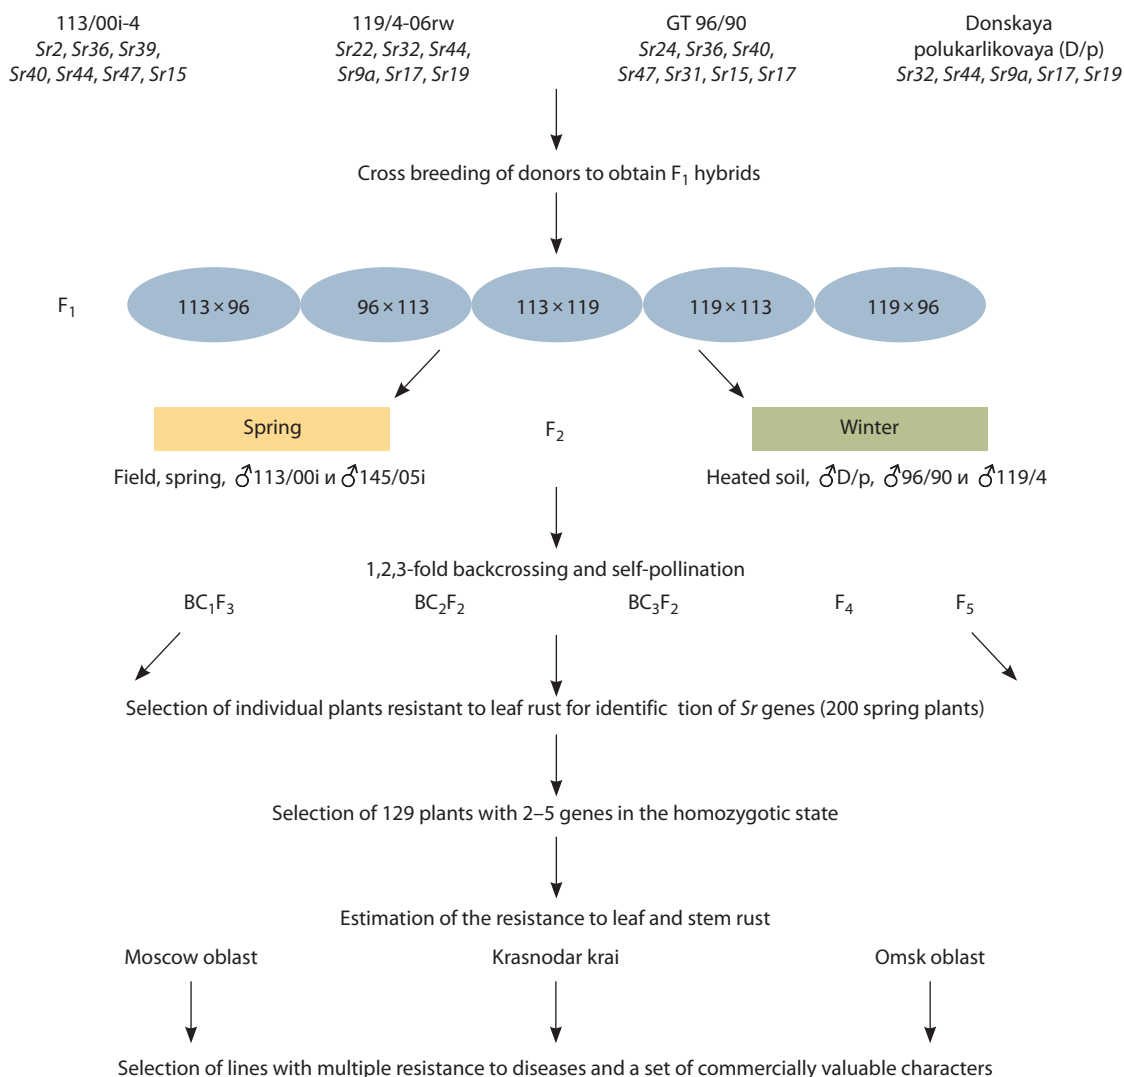 113/00i-4
Sr2, Sr36, Sr39,
Sr40, Sr44, Sr47, Sr15
119/4-06rw
Sr22, Sr32, Sr44,
Sr9a, Sr17, Sr19
GT 96/90
Sr24, Sr36, Sr40,
Sr47, Sr31, Sr15, Sr17
Donskaya
polukarlikovaya (D/p)
Sr32, Sr44, Sr9a, Sr17, Sr19
Cross breeding of donors to obtain F₁ hybrids
F₁
113 × 96
96 × 113
113 × 119
119 × 113
119 × 96
Spring
F₂
Winter
Field, spring, ♂113/00i и ♂145/05i
Heated soil, ♂D/p, ♂96/90 и ♂119/4
1,2,3-fold backcrossing and self-pollination
BC₁F₃
BC₂F₂
BC₃F₂
F₄
F₅
Selection of individual plants resistant to leaf rust for identific tion of Sr genes (200 spring plants)
Selection of 129 plants with 2–5 genes in the homozygotic state
Estimation of the resistance to leaf and stem rust
Moscow oblast
Krasnodar krai
Omsk oblast
Selection of lines with multiple resistance to diseases and a set of commercially valuable characters